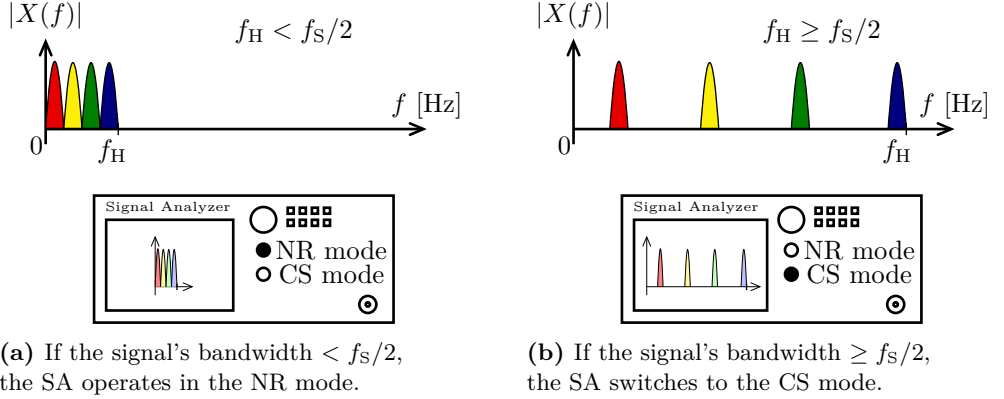 |X(f)|
f_H < f_S/2
f [Hz]
0
f_H
Signal Analyzer
NR mode
CS mode
(a) If the signal's bandwidth < f_S/2,
the SA operates in the NR mode.
|X(f)|
f_H ≥ f_S/2
f [Hz]
0
f_H
Signal Analyzer
NR mode
CS mode
(b) If the signal's bandwidth ≥ f_S/2,
the SA switches to the CS mode.